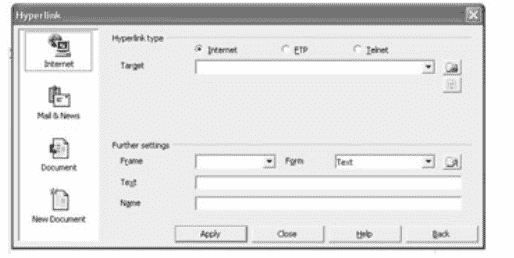 Hyperlink
Internet
Mail & News
Document
New Document
Hyperlink type
Internet FTP Telnet
Target
Further settings
Frame Form Text
Text
Name
Apply Close Help Back